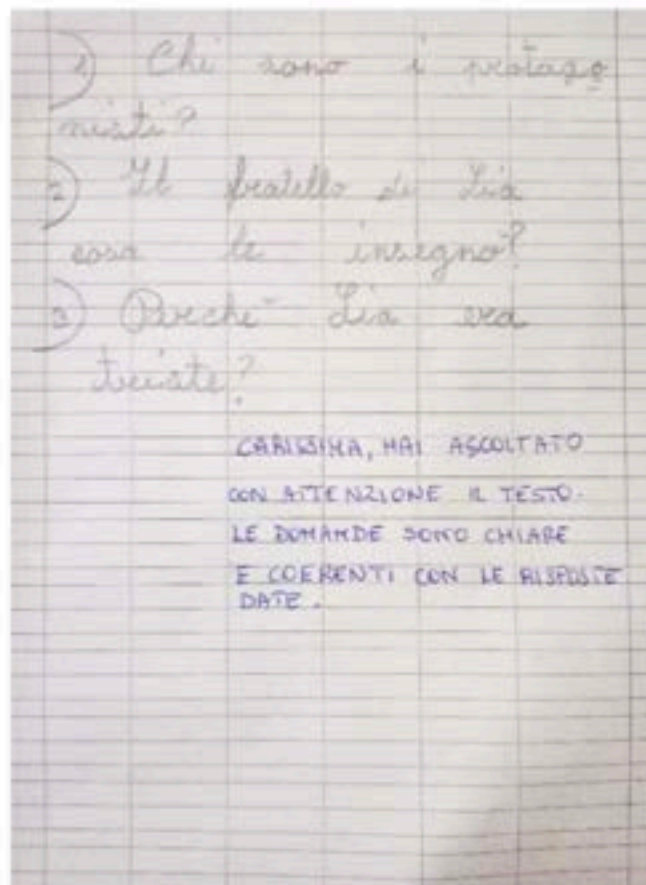 1) Chi sono i protago
nisti?
2) Il fratello di Lia
cosa le insegnò?
3) Perché Lia era
triste?
CARISSIMA, HAI ASCOLTATO
CON ATTENZIONE IL TESTO.
LE DOMANDE SONO CHIARE
E COERENTI CON LE RISPOSTE
DATE.